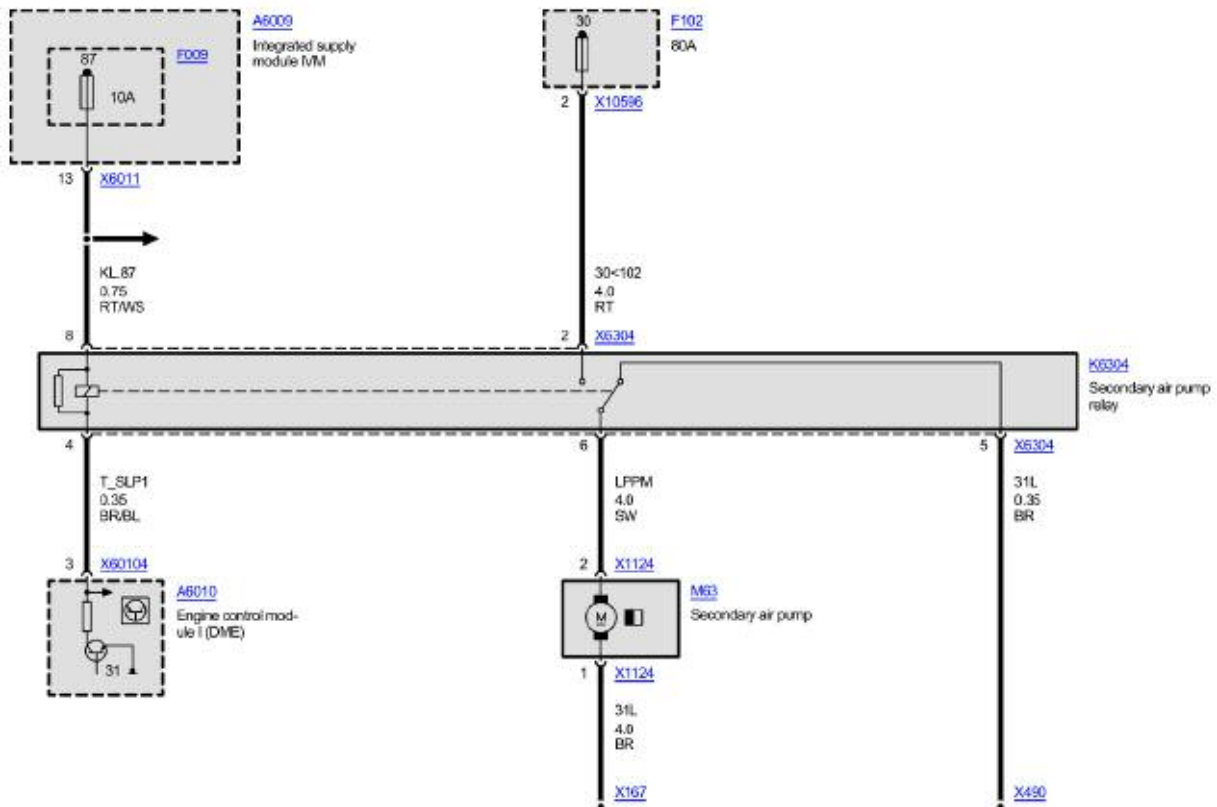 A6009
Integrated supply
module IVM
F009
87
10A
30
F102
80A
2 X10596
13 X6011
KL.87
0.75
RT/WS
30<102
4.0
RT
8
2 X6304
K6304
Secondary air pump
relay
4
6
5 X6304
T_SLP1
0.35
BR/BL
LPPM
4.0
SW
31L
0.35
BR
3 X60104
2 X1124
A6010
Engine control mod-
ule I (DME)
31
M63
Secondary air pump
M
1 X1124
31L
4.0
BR
X167
X490